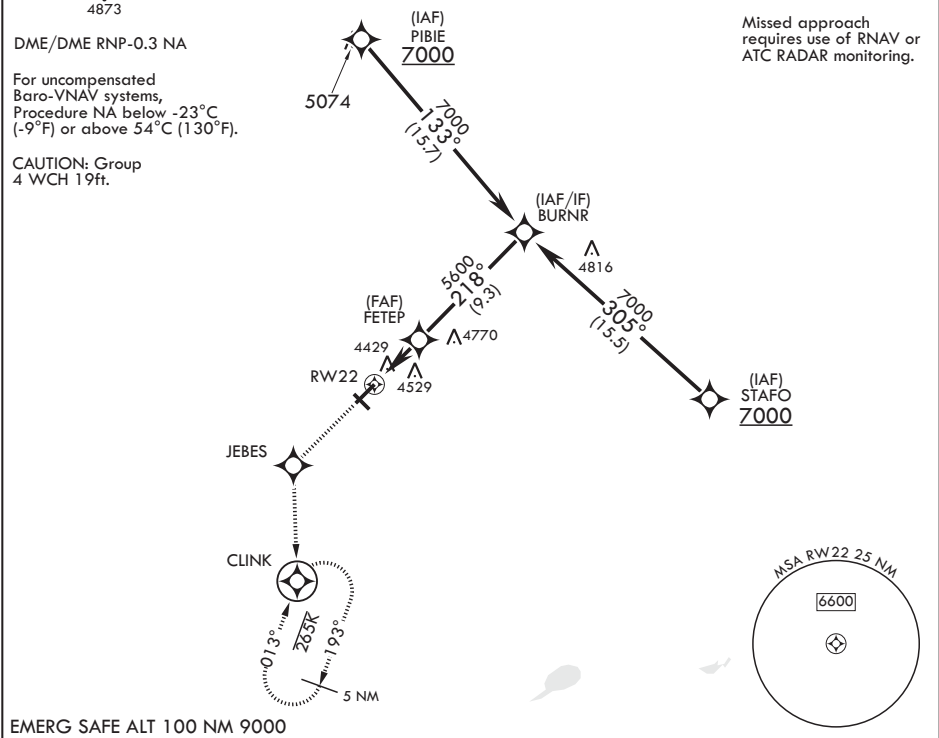 4873
DME/DME RNP-0.3 NA
For uncompensated
Baro-VNAV systems,
Procedure NA below -23°C
(-9°F) or above 54°C (130°F).
CAUTION: Group
4 WCH 19ft.
(IAF)
PIBIE
7000
5074
Missed approach
requires use of RNAV or
ATC RADAR monitoring.
7000
133°
(15.7)
(IAF/IF)
BURNR
4816
5600
218°
(9.3)
7000
305°
(15.5)
(FAF)
FETEP
4770
4429
4529
RW22
(IAF)
STAFO
7000
JEBES
CLINK
013°
265K
193°
5 NM
MSA RW22 25 NM
6600
EMERG SAFE ALT 100 NM 9000